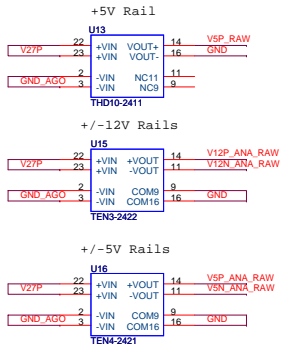 +5V Rail
U13
22 +VIN VOUT+ 14 V5P_RAW
V27P 23 +VIN VOUT- 16 GND
2 -VIN NC11 11
GND_AGO 3 -VIN NC9 9
THD10-2411
+/-12V Rails
U15
22 +VIN +VOUT 14 V12P_ANA_RAW
V27P 23 +VIN -VOUT 11 V12N_ANA_RAW
2 -VIN COM9 9
GND_AGO 3 -VIN COM16 16 GND
TEN3-2422
+/-5V Rails
U16
22 +VIN +VOUT 14 V5P_ANA_RAW
V27P 23 +VIN -VOUT 11 V5N_ANA_RAW
2 -VIN COM9 9
GND_AGO 3 -VIN COM16 16 GND
TEN4-2421